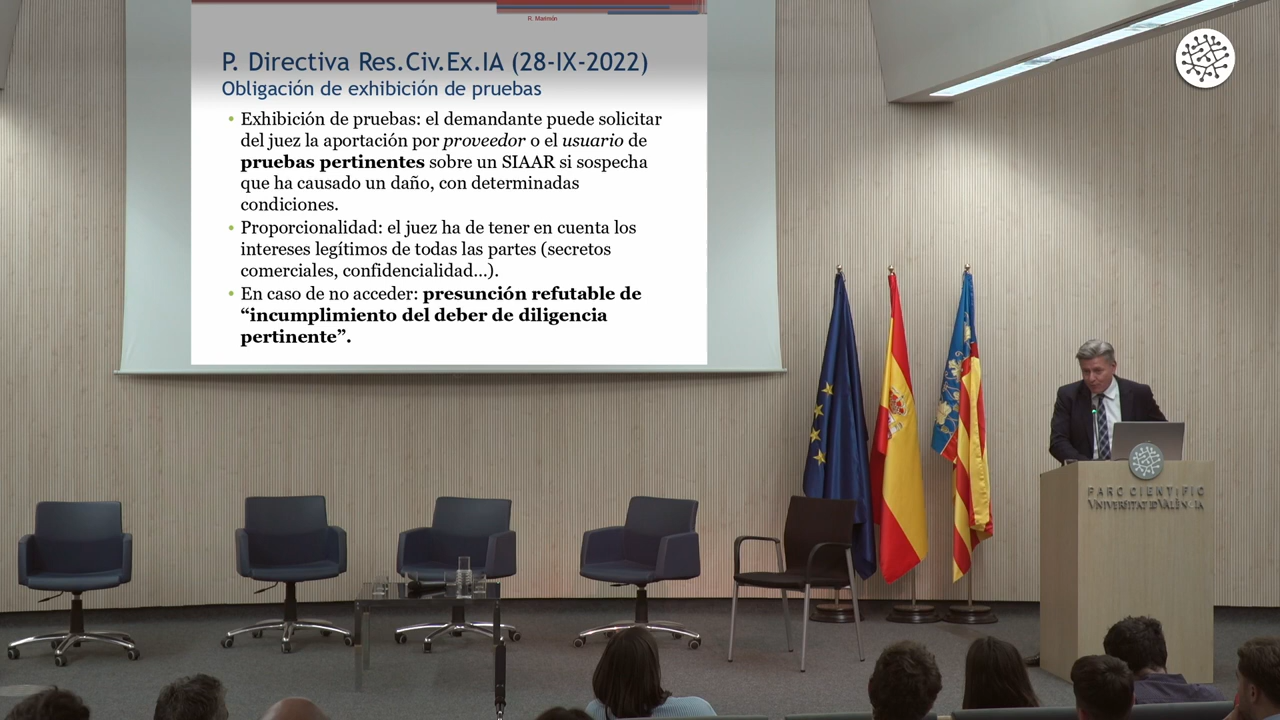 R. Marimón
P. Directiva Res.Civ.Ex.IA (28-IX-2022)
Obligación de exhibición de pruebas
• Exhibición de pruebas: el demandante puede solicitar
del juez la aportación por proveedor o el usuario de
pruebas pertinentes sobre un SIAAR si sospecha
que ha causado un daño, con determinadas
condiciones.
• Proporcionalidad: el juez ha de tener en cuenta los
intereses legítimos de todas las partes (secretos
comerciales, confidencialidad…).
• En caso de no acceder: presunción refutable de
“incumplimiento del deber de diligencia
pertinente”.
PARC CIENTÍFIC
UNIVERSITAT DE VALÈNCIA